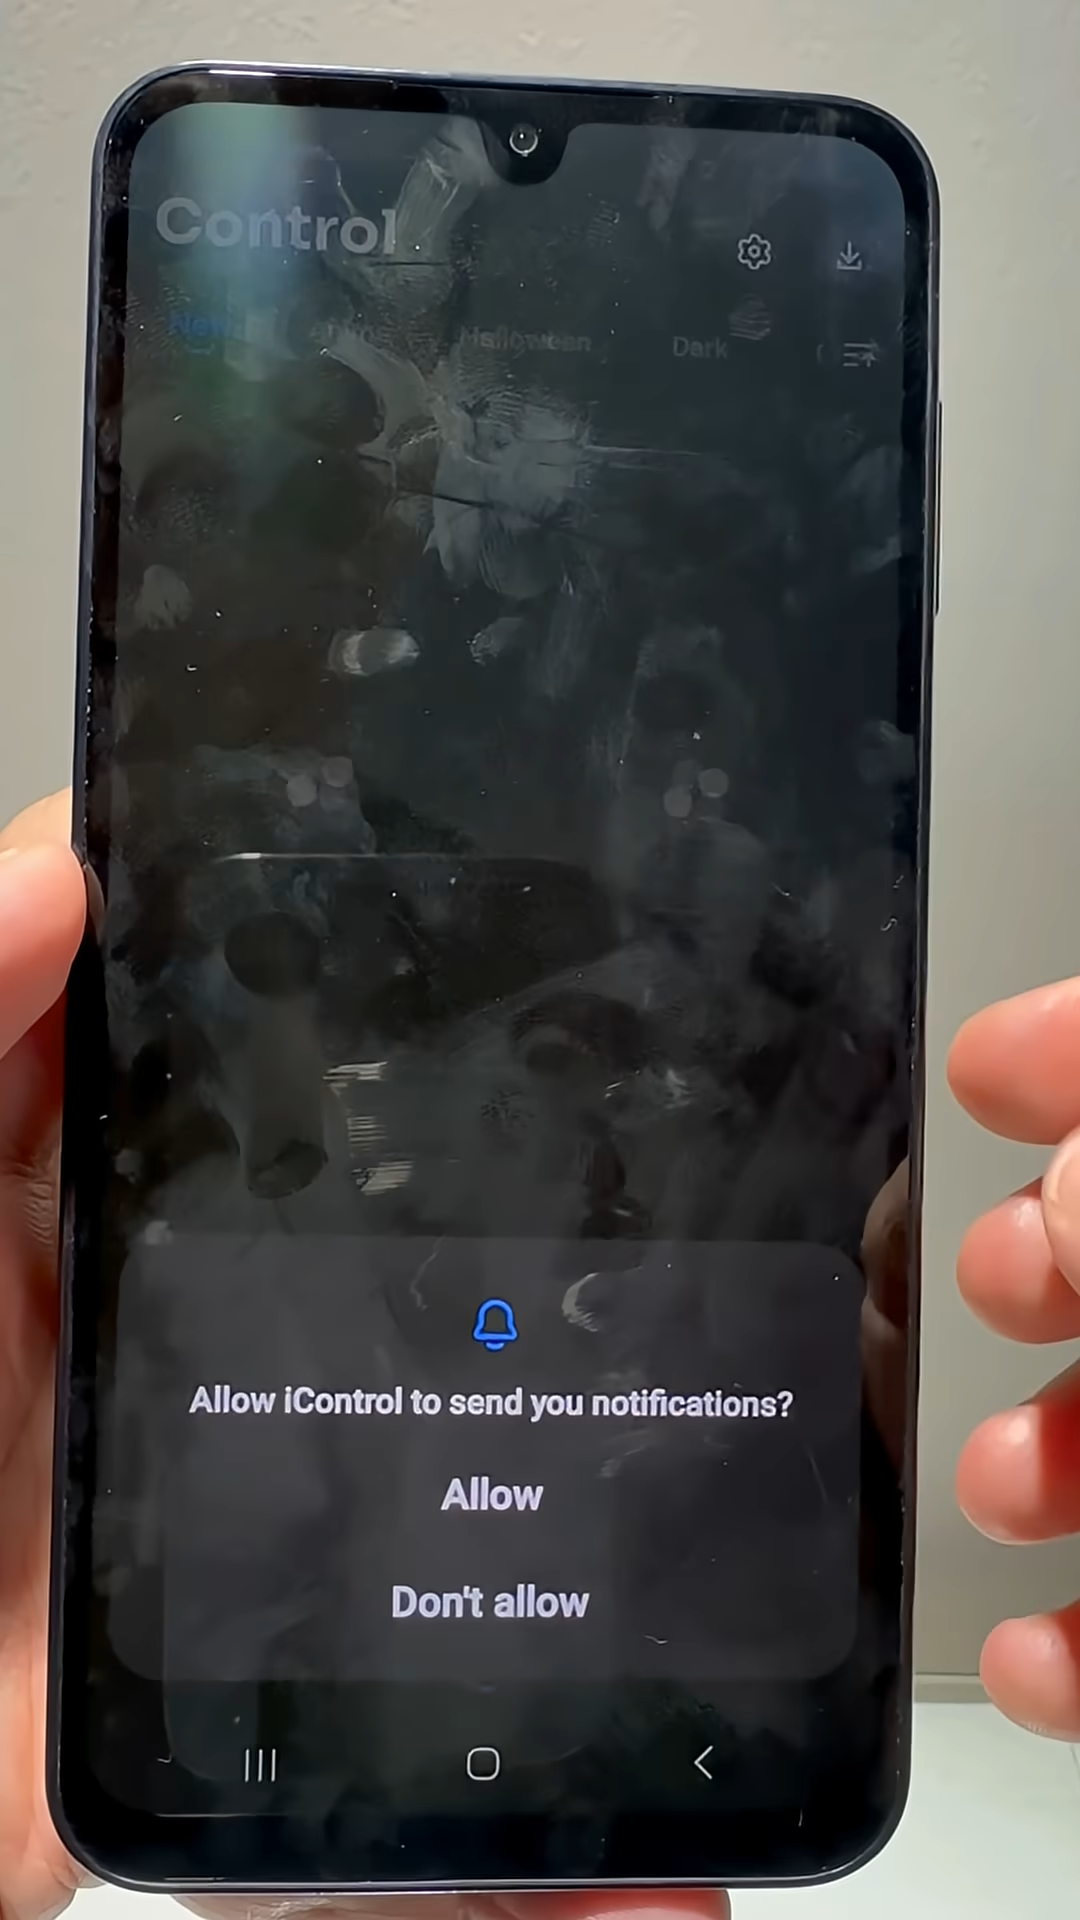 Control
New
Halloween
Dark
Allow iControl to send you notifications?
Allow
Don't allow